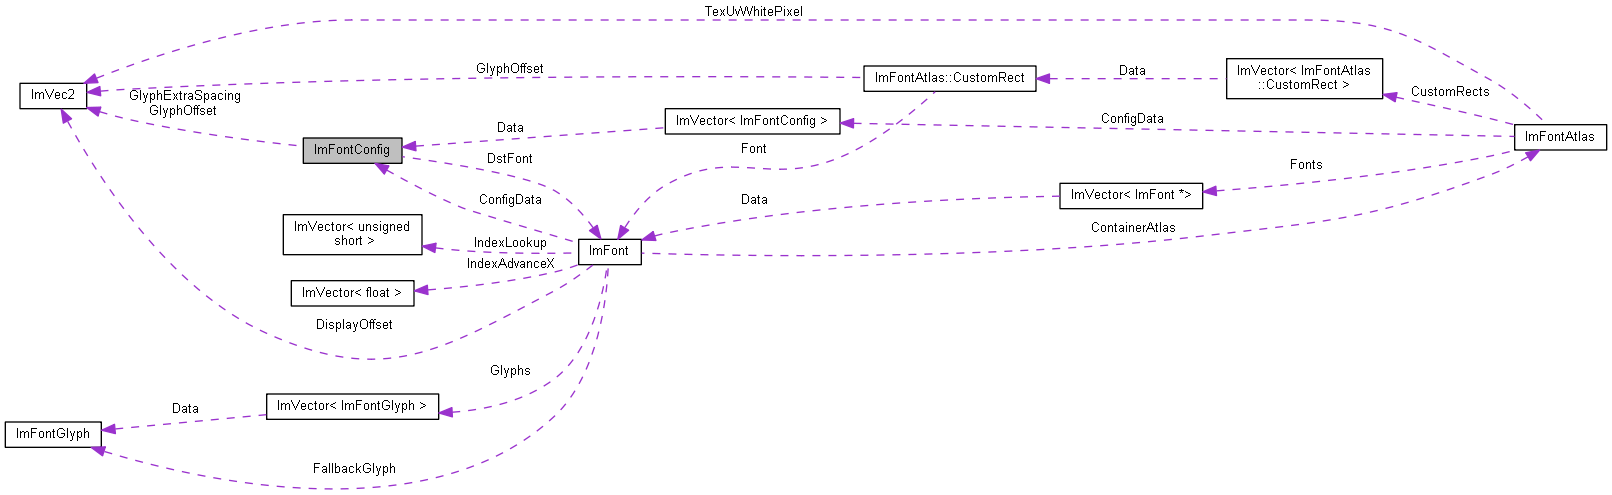 TexUvWhitePixel
GlyphOffset
ImFontAtlas::CustomRect
Data
ImVector< ImFontAtlas
::CustomRect >
CustomRects
ImVec2
GlyphExtraSpacing
GlyphOffset
ImVector< ImFontConfig >
ConfigData
ImFontAtlas
Data
ImFontConfig
DstFont
Font
Fonts
ConfigData
Data
ImVector< ImFont *>
ContainerAtlas
ImVector< unsigned
short >
IndexLookup
ImFont
IndexAdvanceX
ImVector< float >
DisplayOffset
Glyphs
ImVector< ImFontGlyph >
Data
ImFontGlyph
FallbackGlyph